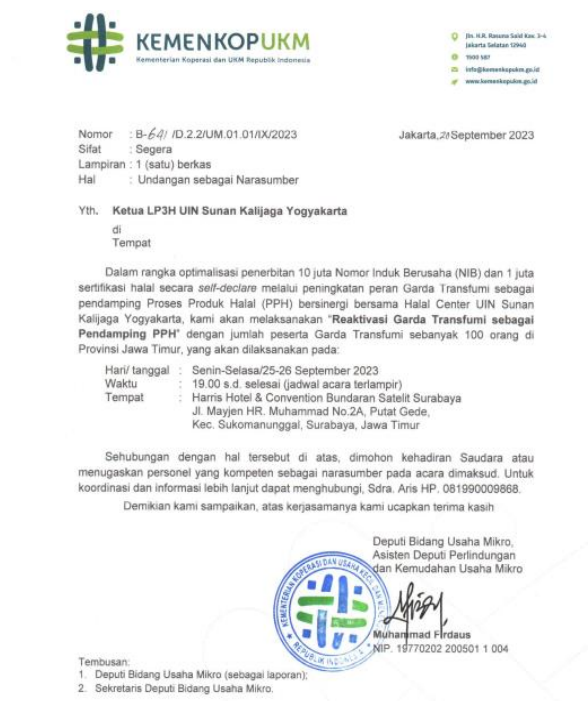 KEMENKOPUKM
Kementerian Koperasi dan UKM Republik Indonesia
Jln. H.R. Rasuna Said Kav. 3-4
Jakarta Selatan 12940
1500 587
info@kemenkopukm.go.id
www.kemenkopukm.go.id
Nomor : B-641 /D.2.2/UM.01.01/IX/2023
Jakarta, 20 September 2023
Sifat : Segera
Lampiran : 1 (satu) berkas
Hal : Undangan sebagai Narasumber
Yth. Ketua LP3H UIN Sunan Kalijaga Yogyakarta
di
Tempat
Dalam rangka optimalisasi penerbitan 10 juta Nomor Induk Berusaha (NIB) dan 1 juta
sertifikasi halal secara self-declare melalui peningkatan peran Garda Transfumi sebagai
pendamping Proses Produk Halal (PPH) bersinergi bersama Halal Center UIN Sunan
Kalijaga Yogyakarta, kami akan melaksanakan "Reaktivasi Garda Transfumi sebagai
Pendamping PPH" dengan jumlah peserta Garda Transfumi sebanyak 100 orang di
Provinsi Jawa Timur, yang akan dilaksanakan pada:
Hari/ tanggal : Senin-Selasa/25-26 September 2023
Waktu : 19.00 s.d. selesai (jadwal acara terlampir)
Tempat : Harris Hotel & Convention Bundaran Satelit Surabaya
Jl. Mayjen HR. Muhammad No.2A, Putat Gede,
Kec. Sukomanunggal, Surabaya, Jawa Timur
Sehubungan dengan hal tersebut di atas, dimohon kehadiran Saudara atau
menugaskan personel yang kompeten sebagai narasumber pada acara dimaksud. Untuk
koordinasi dan informasi lebih lanjut dapat menghubungi, Sdra. Aris HP. 081990009868.
Demikian kami sampaikan, atas kerjasamanya kami ucapkan terima kasih
Deputi Bidang Usaha Mikro,
Asisten Deputi Perlindungan
dan Kemudahan Usaha Mikro
KEMENTERIAN KOPERASI DAN USAHA KECIL DAN MEN
REPUBLIK INDONESIA
Muhammad Firdaus
NIP. 19770202 200501 1 004
Tembusan:
1. Deputi Bidang Usaha Mikro (sebagai laporan);
2. Sekretaris Deputi Bidang Usaha Mikro.